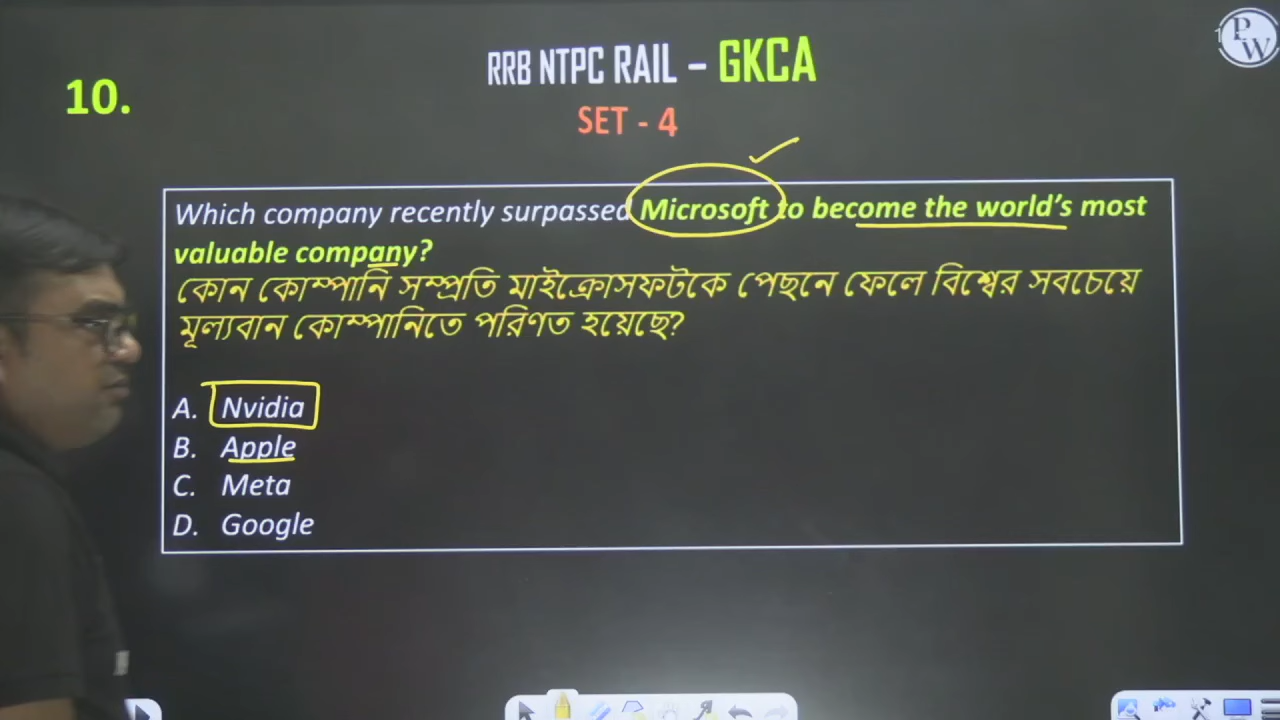 PW
RRB NTPC RAIL – GKCA
10.
SET - 4
Which company recently surpassed Microsoft to become the world's most
valuable company?
কোন কোম্পানি সম্প্রতি মাইক্রোসফটকে পেছনে ফেলে বিশ্বের সবচেয়ে
মূল্যবান কোম্পানিতে পরিণত হয়েছে?
A. Nvidia
B. Apple
C. Meta
D. Google